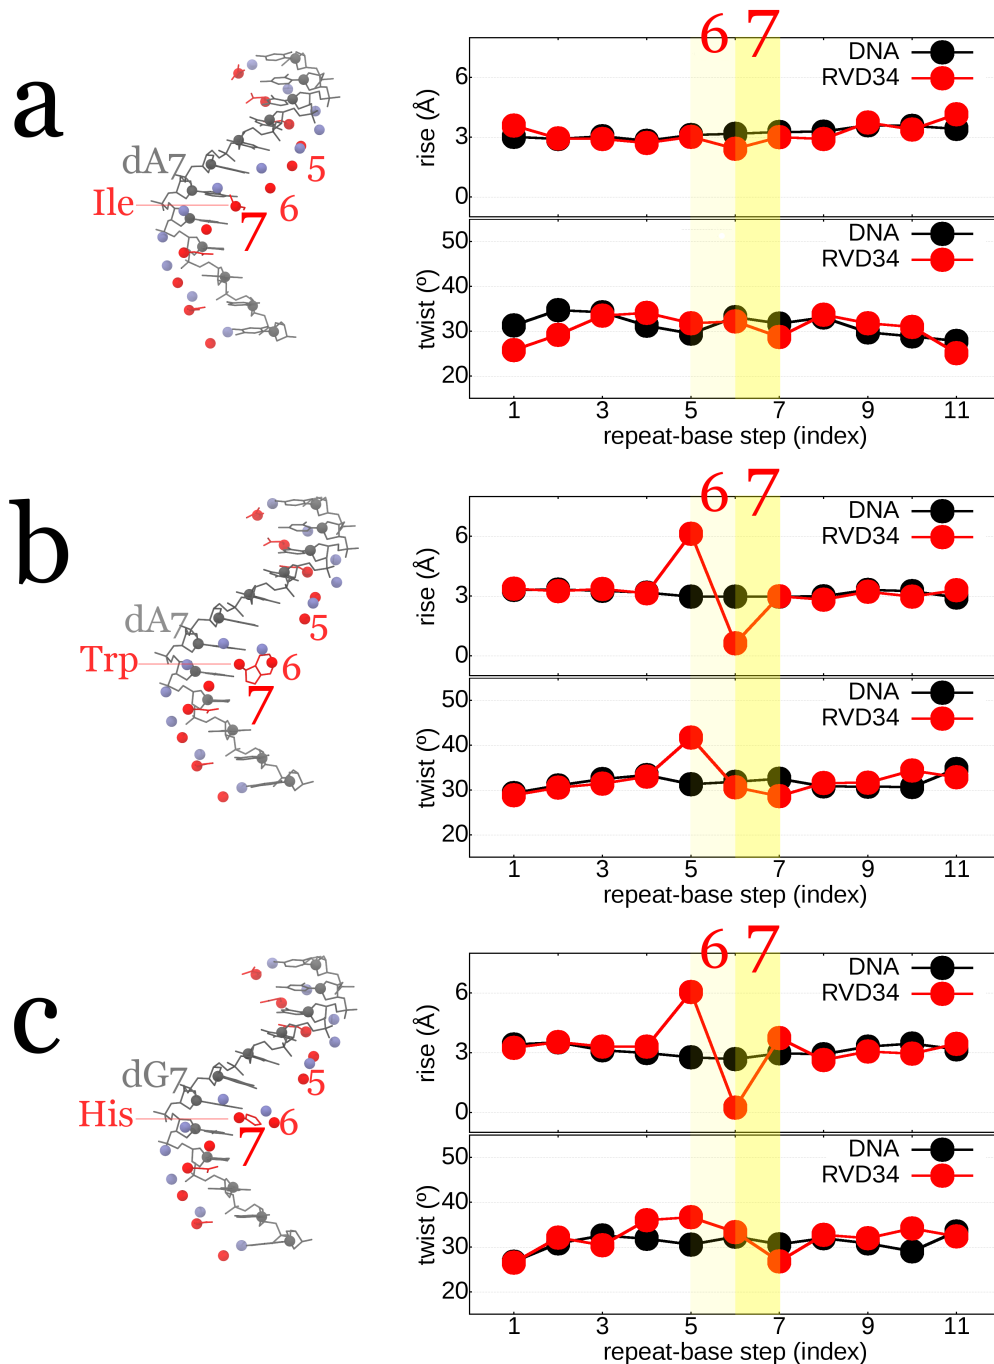 a
dA7
Ile
5
6
7
6 7
DNA
RVD34
rise (Å)
6
3
0
DNA
RVD34
twist (º)
50
40
30
20
1 3 5 7 9 11
repeat-base step (index)
b
dA7
Trp
5
6
7
6 7
DNA
RVD34
rise (Å)
6
3
0
DNA
RVD34
twist (º)
50
40
30
20
1 3 5 7 9 11
repeat-base step (index)
c
dG7
His
5
6
7
6 7
DNA
RVD34
rise (Å)
6
3
0
DNA
RVD34
twist (º)
50
40
30
20
1 3 5 7 9 11
repeat-base step (index)